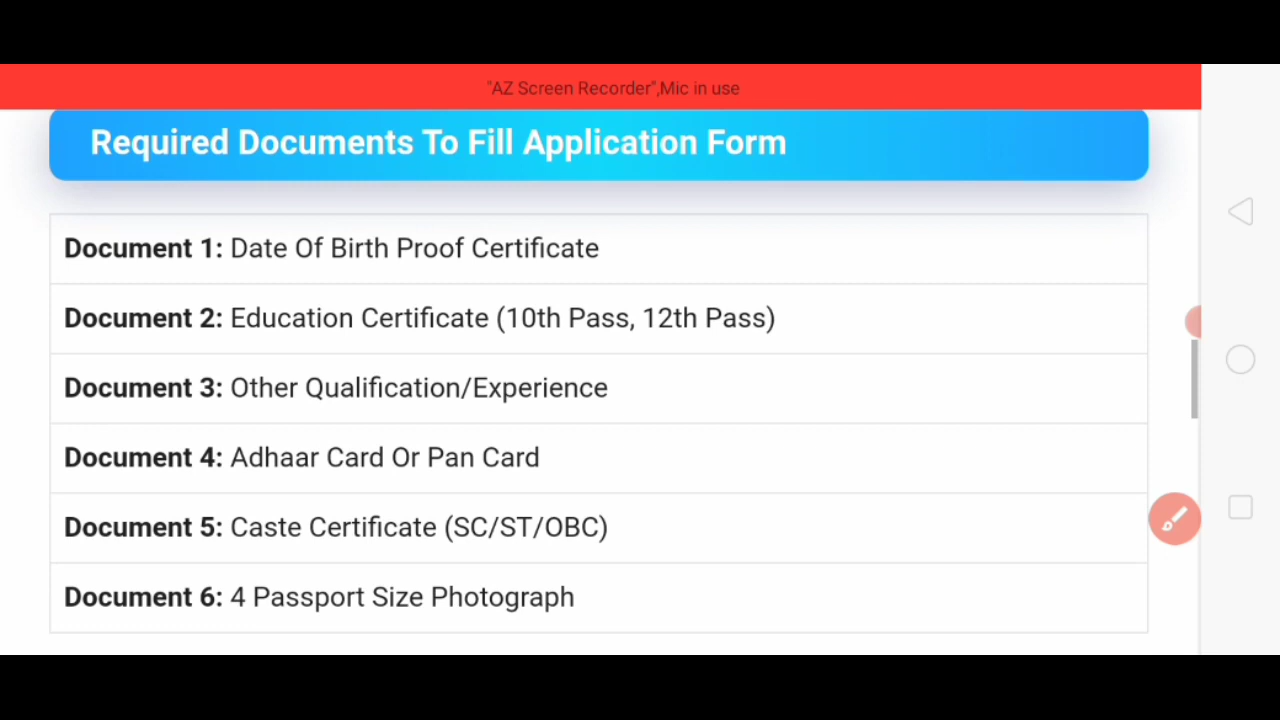 "AZ Screen Recorder",Mic in use
Required Documents To Fill Application Form
Document 1: Date Of Birth Proof Certificate
Document 2: Education Certificate (10th Pass, 12th Pass)
Document 3: Other Qualification/Experience
Document 4: Adhaar Card Or Pan Card
Document 5: Caste Certificate (SC/ST/OBC)
Document 6: 4 Passport Size Photograph